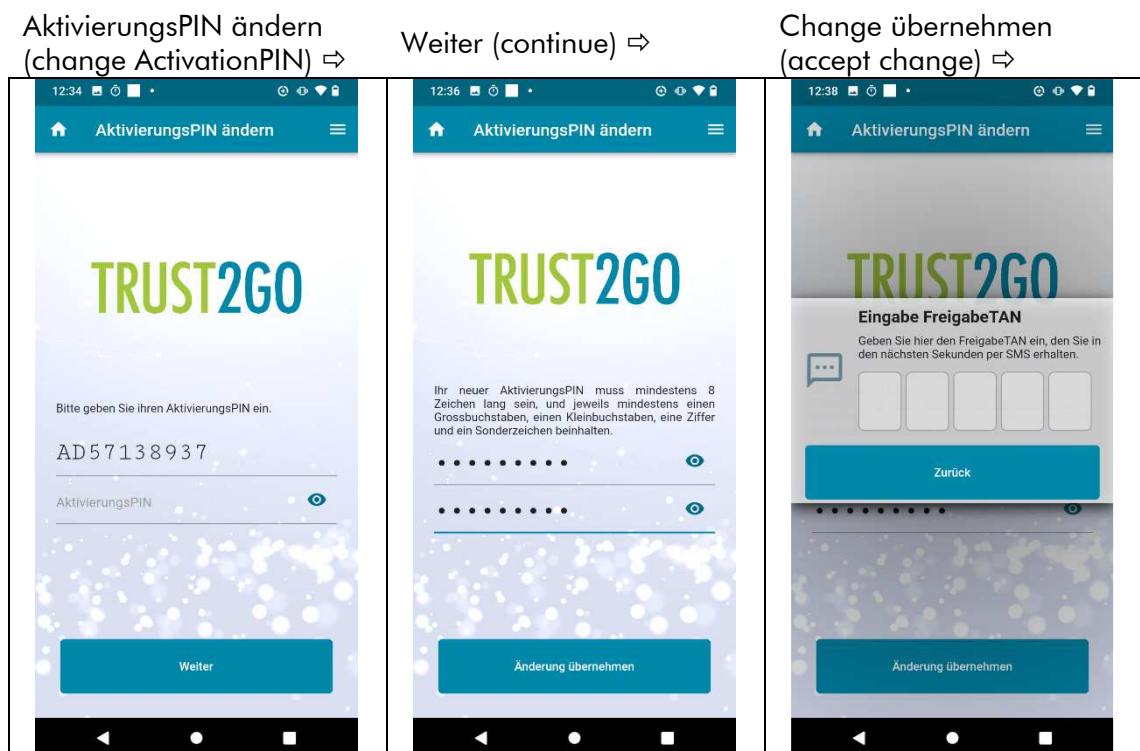 AktivierungsPIN ändern
(change ActivationPIN) ⇨
Weiter (continue) ⇨
Change übernehmen
(accept change) ⇨
12:34
AktivierungsPIN ändern
TRUST2GO
Bitte geben Sie ihren AktivierungsPIN ein.
AD57138937
AktivierungsPIN
Weiter
12:36
AktivierungsPIN ändern
TRUST2GO
Ihr neuer AktivierungsPIN muss mindestens 8
Zeichen lang sein, und jeweils mindestens einen
Grossbuchstaben, einen Kleinbuchstaben, eine Ziffer
und ein Sonderzeichen beinhalten.
Änderung übernehmen
12:38
AktivierungsPIN ändern
TRUST2GO
Eingabe FreigabeTAN
Geben Sie hier den FreigabeTAN ein, den Sie in
den nächsten Sekunden per SMS erhalten.
Zurück
Änderung übernehmen